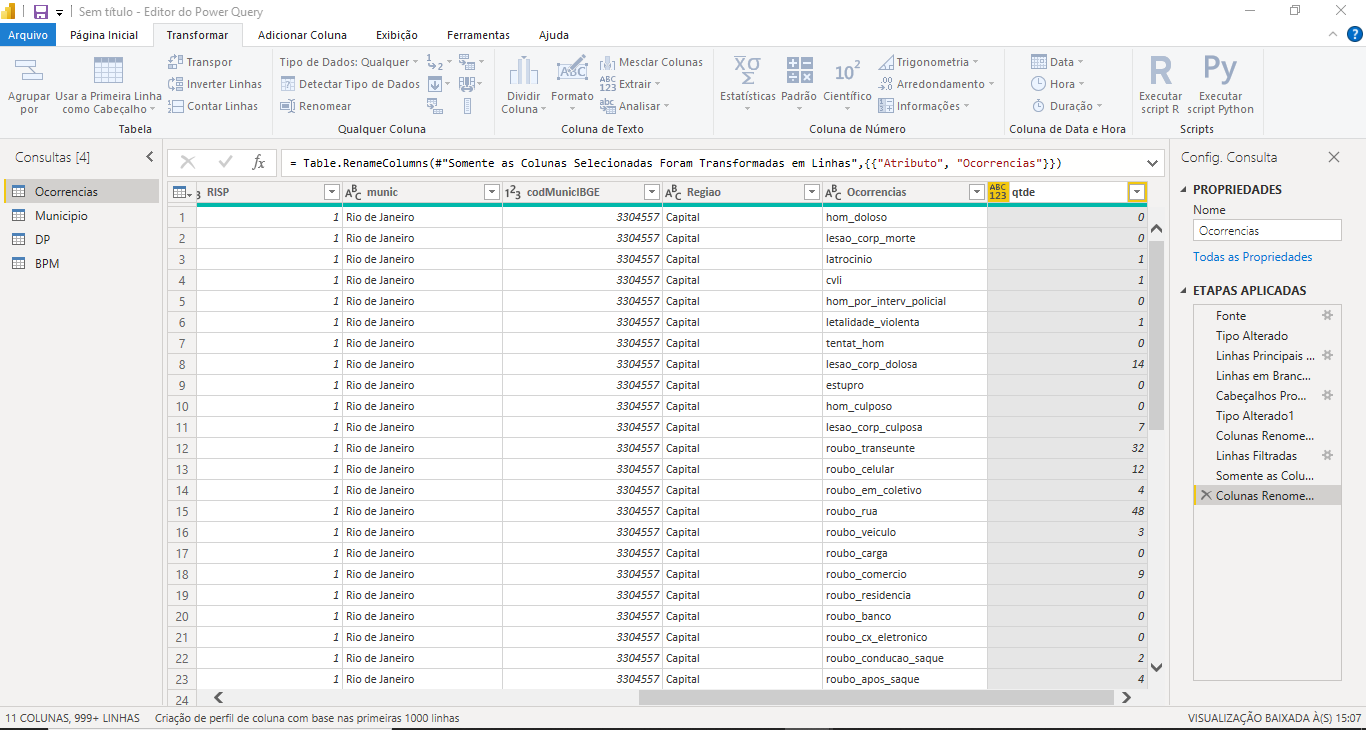 Sem título - Editor do Power Query
Arquivo Página Inicial Transformar Adicionar Coluna Exibição Ferramentas Ajuda
Agrupar por
Usar a Primeira Linha como Cabeçalho
Transpor
Inverter Linhas
Contar Linhas
Tabela
Tipo de Dados: Qualquer
Detectar Tipo de Dados
Renomear
Qualquer Coluna
Dividir Coluna
Formato
Mesclar Colunas
Extrair
Analisar
Coluna de Texto
Estatísticas
Padrão
Científico
Trigonometria
Arredondamento
Informações
Coluna de Número
Data
Hora
Duração
Coluna de Data e Hora
Executar script R
Executar script Python
Scripts
Consultas [4]
Ocorrencias
Municipio
DP
BPM
= Table.RenameColumns(#"Somente as Colunas Selecionadas Foram Transformadas em Linhas",{{"Atributo", "Ocorrencias"}})
RISP munic codMunicIBGE Regiao Ocorrencias qtde
1 1 Rio de Janeiro 3304557 Capital hom_doloso 0
2 1 Rio de Janeiro 3304557 Capital lesao_corp_morte 0
3 1 Rio de Janeiro 3304557 Capital latrocinio 1
4 1 Rio de Janeiro 3304557 Capital cvli 1
5 1 Rio de Janeiro 3304557 Capital hom_por_interv_policial 0
6 1 Rio de Janeiro 3304557 Capital letalidade_violenta 1
7 1 Rio de Janeiro 3304557 Capital tentat_hom 0
8 1 Rio de Janeiro 3304557 Capital lesao_corp_dolosa 14
9 1 Rio de Janeiro 3304557 Capital estupro 0
10 1 Rio de Janeiro 3304557 Capital hom_culposo 0
11 1 Rio de Janeiro 3304557 Capital lesao_corp_culposa 7
12 1 Rio de Janeiro 3304557 Capital roubo_transeunte 32
13 1 Rio de Janeiro 3304557 Capital roubo_celular 12
14 1 Rio de Janeiro 3304557 Capital roubo_em_coletivo 4
15 1 Rio de Janeiro 3304557 Capital roubo_rua 48
16 1 Rio de Janeiro 3304557 Capital roubo_veiculo 3
17 1 Rio de Janeiro 3304557 Capital roubo_carga 0
18 1 Rio de Janeiro 3304557 Capital roubo_comercio 9
19 1 Rio de Janeiro 3304557 Capital roubo_residencia 0
20 1 Rio de Janeiro 3304557 Capital roubo_banco 0
21 1 Rio de Janeiro 3304557 Capital roubo_cx_eletronico 0
22 1 Rio de Janeiro 3304557 Capital roubo_conducao_saque 2
23 1 Rio de Janeiro 3304557 Capital roubo_apos_saque 4
24
Config. Consulta
PROPRIEDADES
Nome
Ocorrencias
Todas as Propriedades
ETAPAS APLICADAS
Fonte
Tipo Alterado
Linhas Principais ...
Linhas em Branc...
Cabeçalhos Pro...
Tipo Alterado1
Colunas Renome...
Linhas Filtradas
Somente as Colu...
Colunas Renome...
11 COLUNAS, 999+ LINHAS Criação de perfil de coluna com base nas primeiras 1000 linhas VISUALIZAÇÃO BAIXADA À(S) 15:07